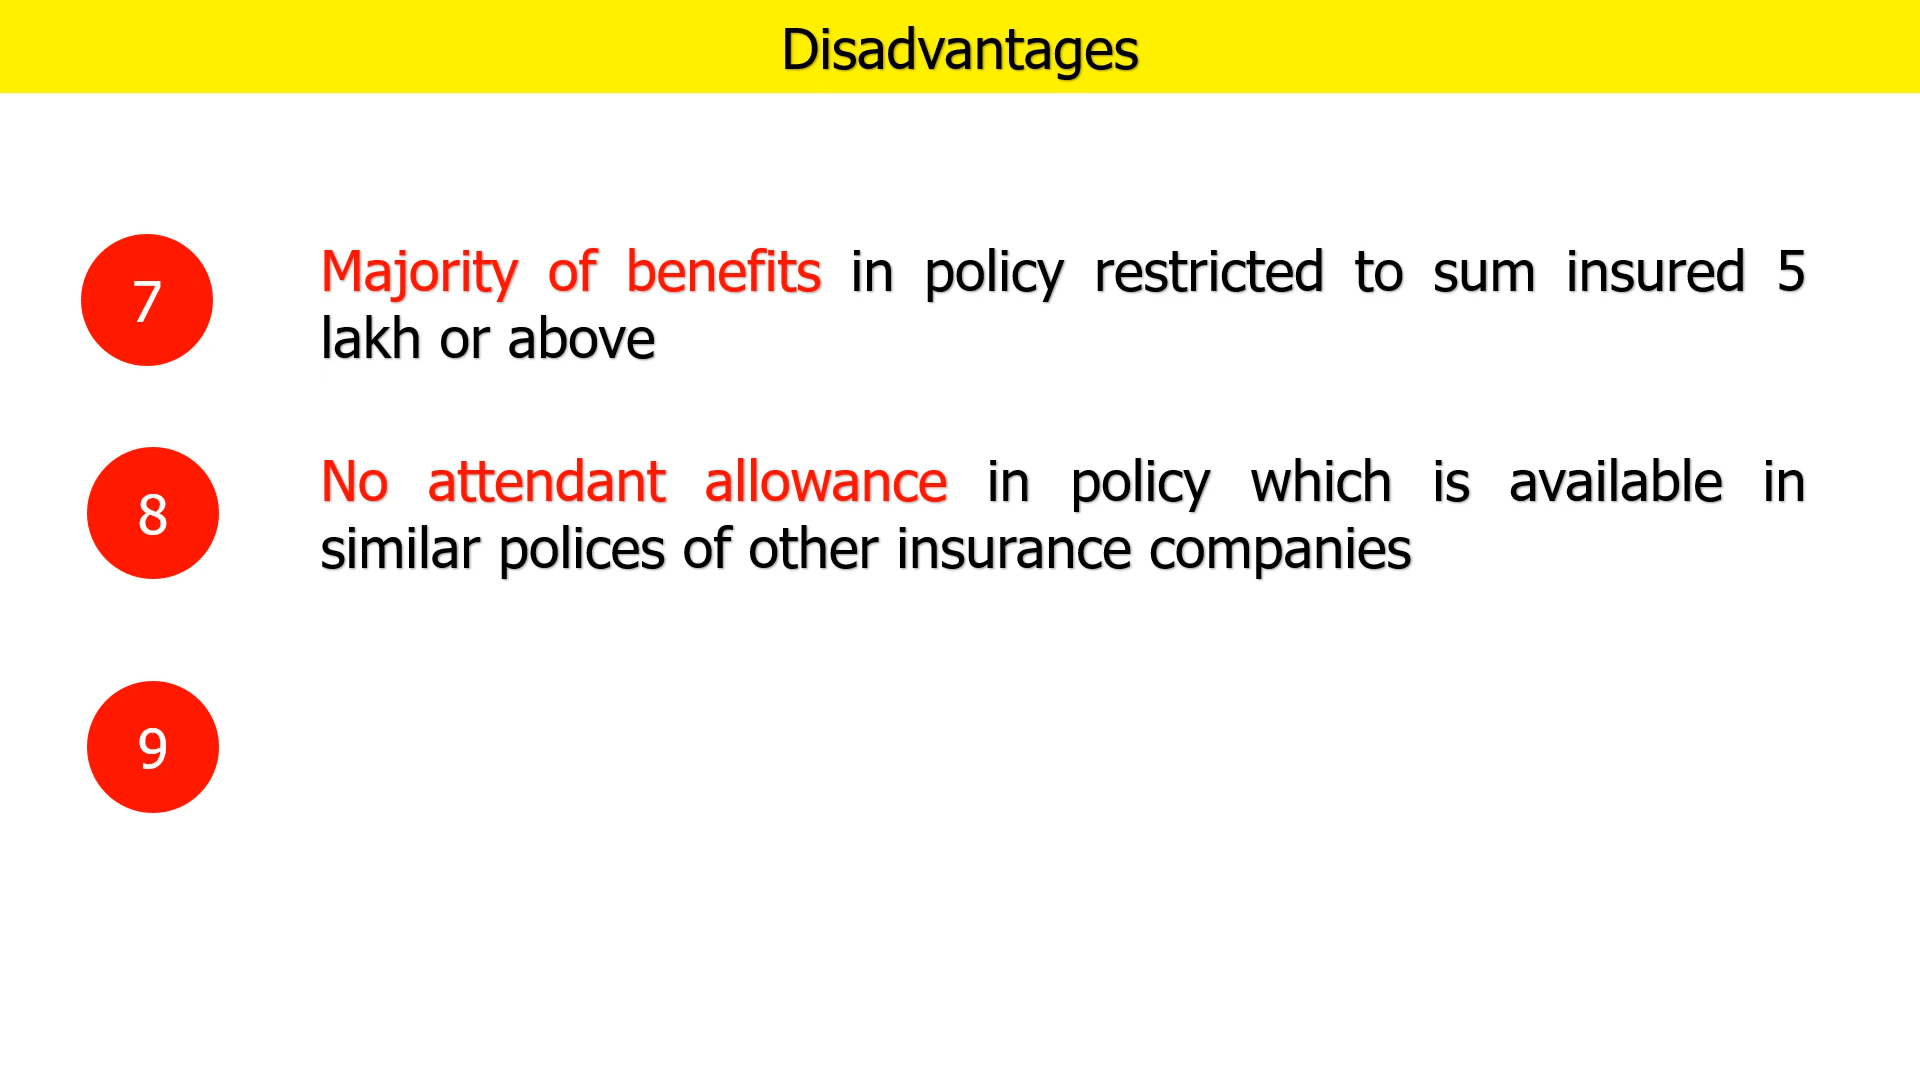 Disadvantages
7
Majority of benefits in policy restricted to sum insured 5
lakh or above
8
No attendant allowance in policy which is available in
similar polices of other insurance companies
9